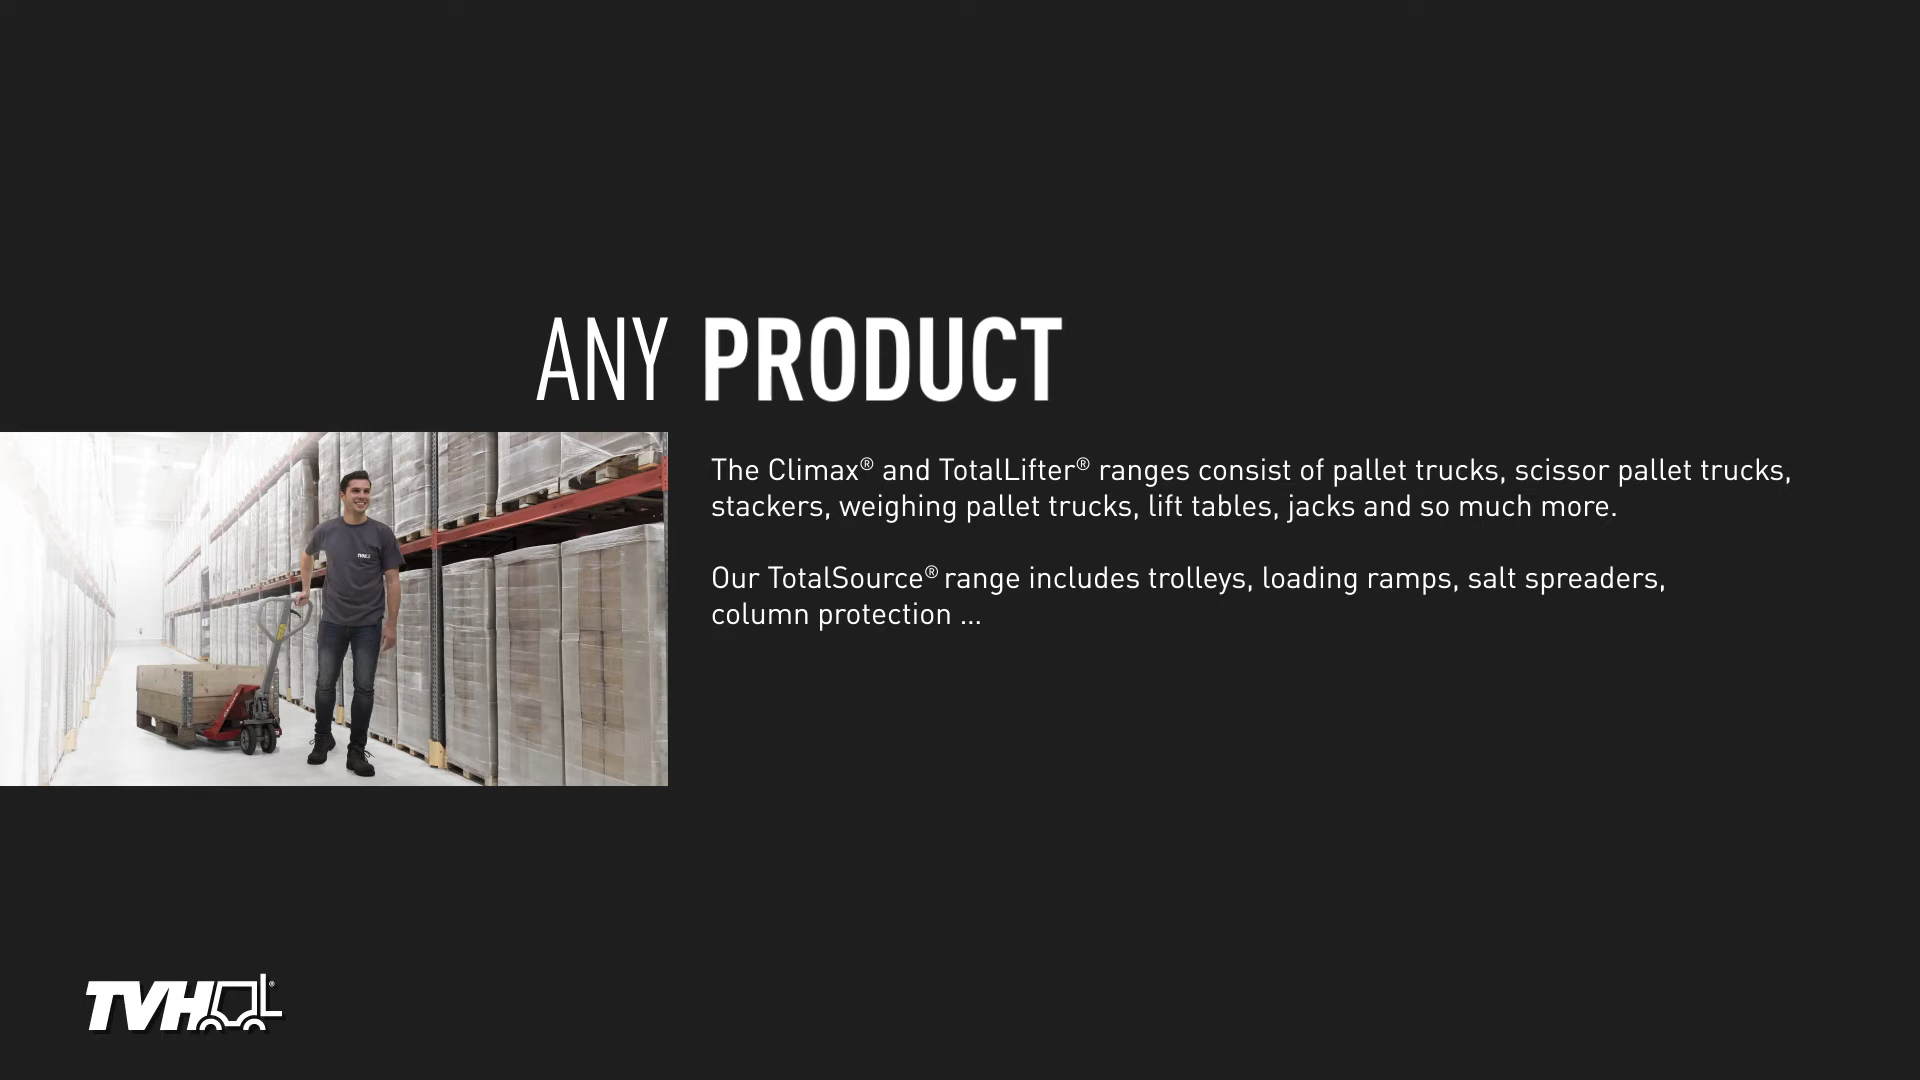 ANY PRODUCT
The Climax® and TotalLifter® ranges consist of pallet trucks, scissor pallet trucks,
stackers, weighing pallet trucks, lift tables, jacks and so much more.
Our TotalSource® range includes trolleys, loading ramps, salt spreaders,
column protection ...
TVH®